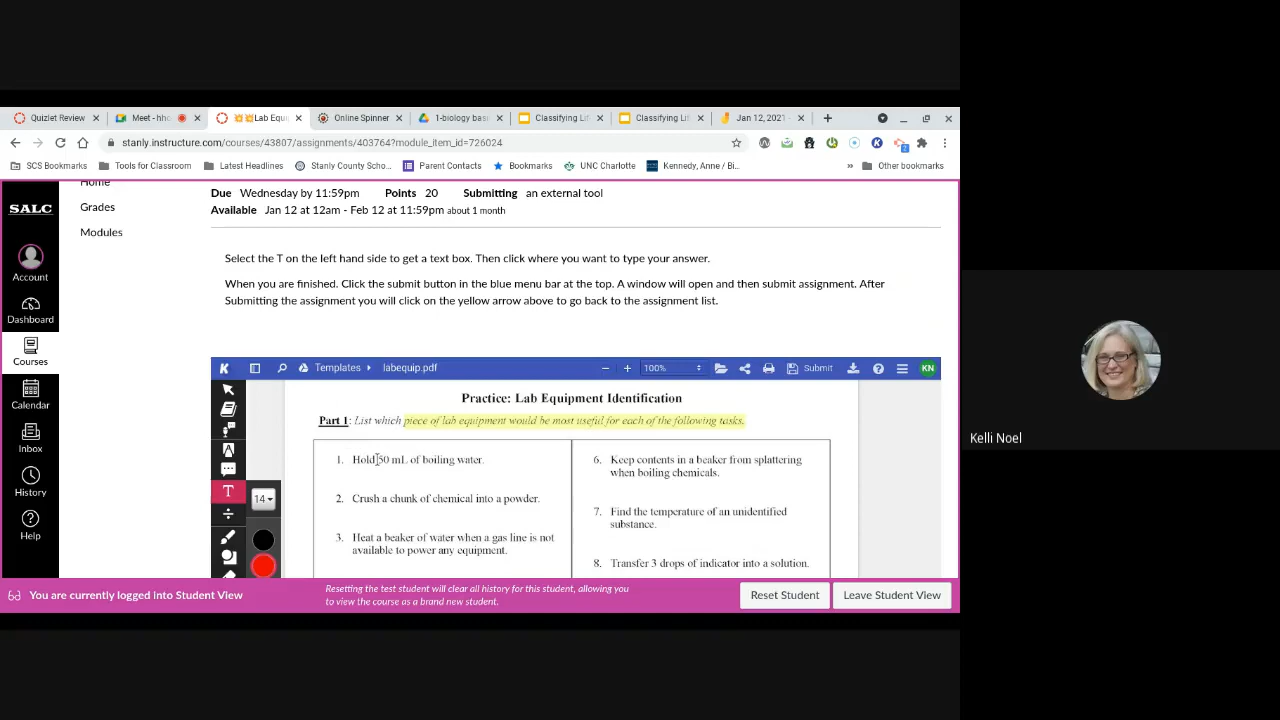 Quizlet Review
Meet - hho
💥💥Lab Equi
Online Spinner
1-biology basi
Classifying Lif
Classifying Lif
Jan 12, 2021 -
stanly.instructure.com/courses/43807/assignments/403764?module_item_id=726024
SCS Bookmarks
Tools for Classroom
Latest Headlines
Stanly County Scho...
Parent Contacts
Bookmarks
UNC Charlotte
Kennedy, Anne / Bi...
»
Other bookmarks
SALC
Account
Dashboard
Courses
Calendar
Inbox
History
Help
Home
Grades
Modules
Due Wednesday by 11:59pm Points 20 Submitting an external tool
Available Jan 12 at 12am - Feb 12 at 11:59pm about 1 month
Select the T on the left hand side to get a text box. Then click where you want to type your answer.
When you are finished. Click the submit button in the blue menu bar at the top. A window will open and then submit assignment. After
Submitting the assignment you will click on the yellow arrow above to go back to the assignment list.
K
Templates
labequip.pdf
100%
Submit
KN
T
14
Practice: Lab Equipment Identification
Part 1: List which piece of lab equipment would be most useful for each of the following tasks.
1. Hold 50 mL of boiling water.
2. Crush a chunk of chemical into a powder.
3. Heat a beaker of water when a gas line is not
available to power any equipment.
6. Keep contents in a beaker from splattering
when boiling chemicals.
7. Find the temperature of an unidentified
substance.
8. Transfer 3 drops of indicator into a solution.
You are currently logged into Student View
Resetting the test student will clear all history for this student, allowing you
to view the course as a brand new student.
Reset Student
Leave Student View
Kelli Noel